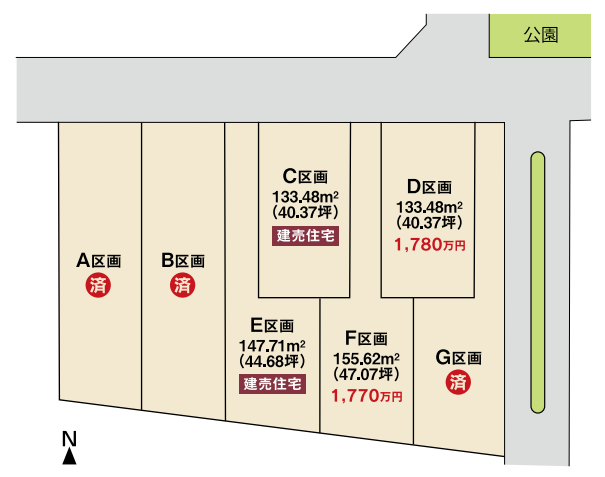 公園
A区画
済
B区画
済
C区画
133.48m²
(40.37坪)
建売住宅
D区画
133.48m²
(40.37坪)
1,780万円
E区画
147.71m²
(44.68坪)
建売住宅
F区画
155.62m²
(47.07坪)
1,770万円
G区画
済
N